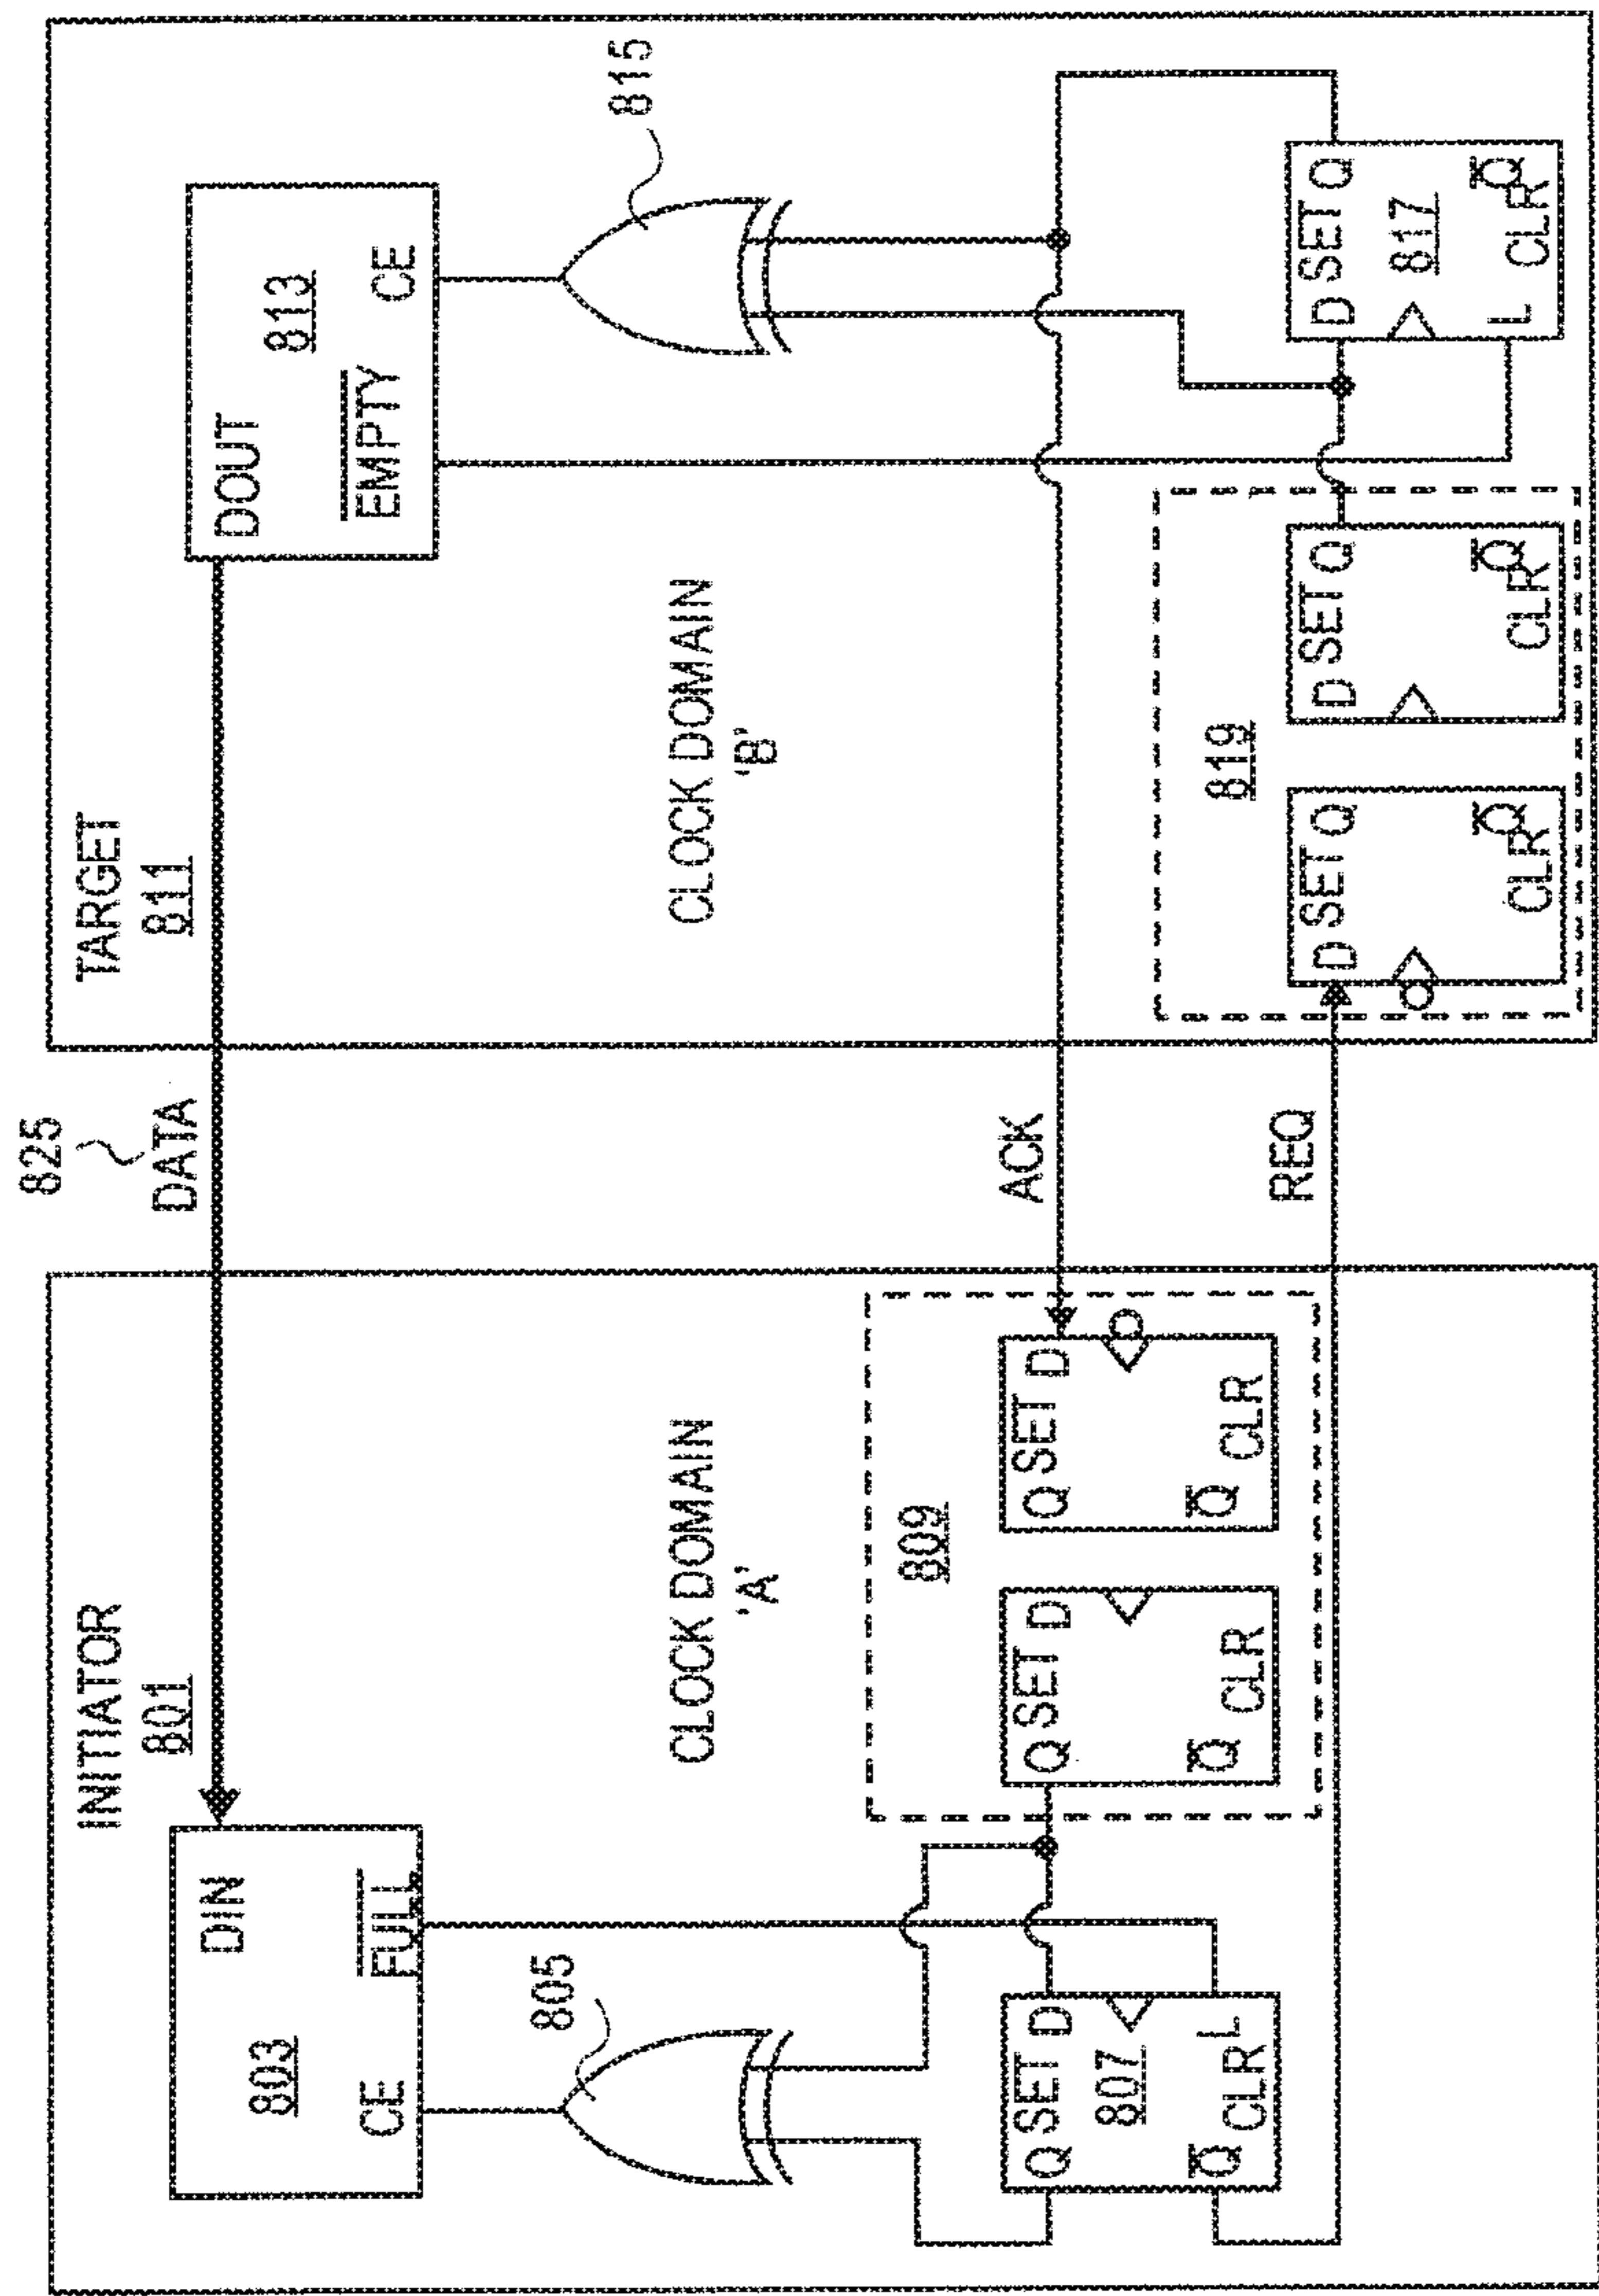 INITIATOR
801
803
DIN
CE
FULL
805
CLOCK DOMAIN
'A'
809
Q SET D
807
Q CLR L
Q SET D
Q CLR
Q SET D
Q CLR
825
DATA
ACK
REQ
TARGET
811
DOUT
813
EMPTY
CE
815
CLOCK DOMAIN
'B'
819
D SET Q
Q
CLR
D SET Q
Q
CLR
D SET Q
817
Q
L CLR